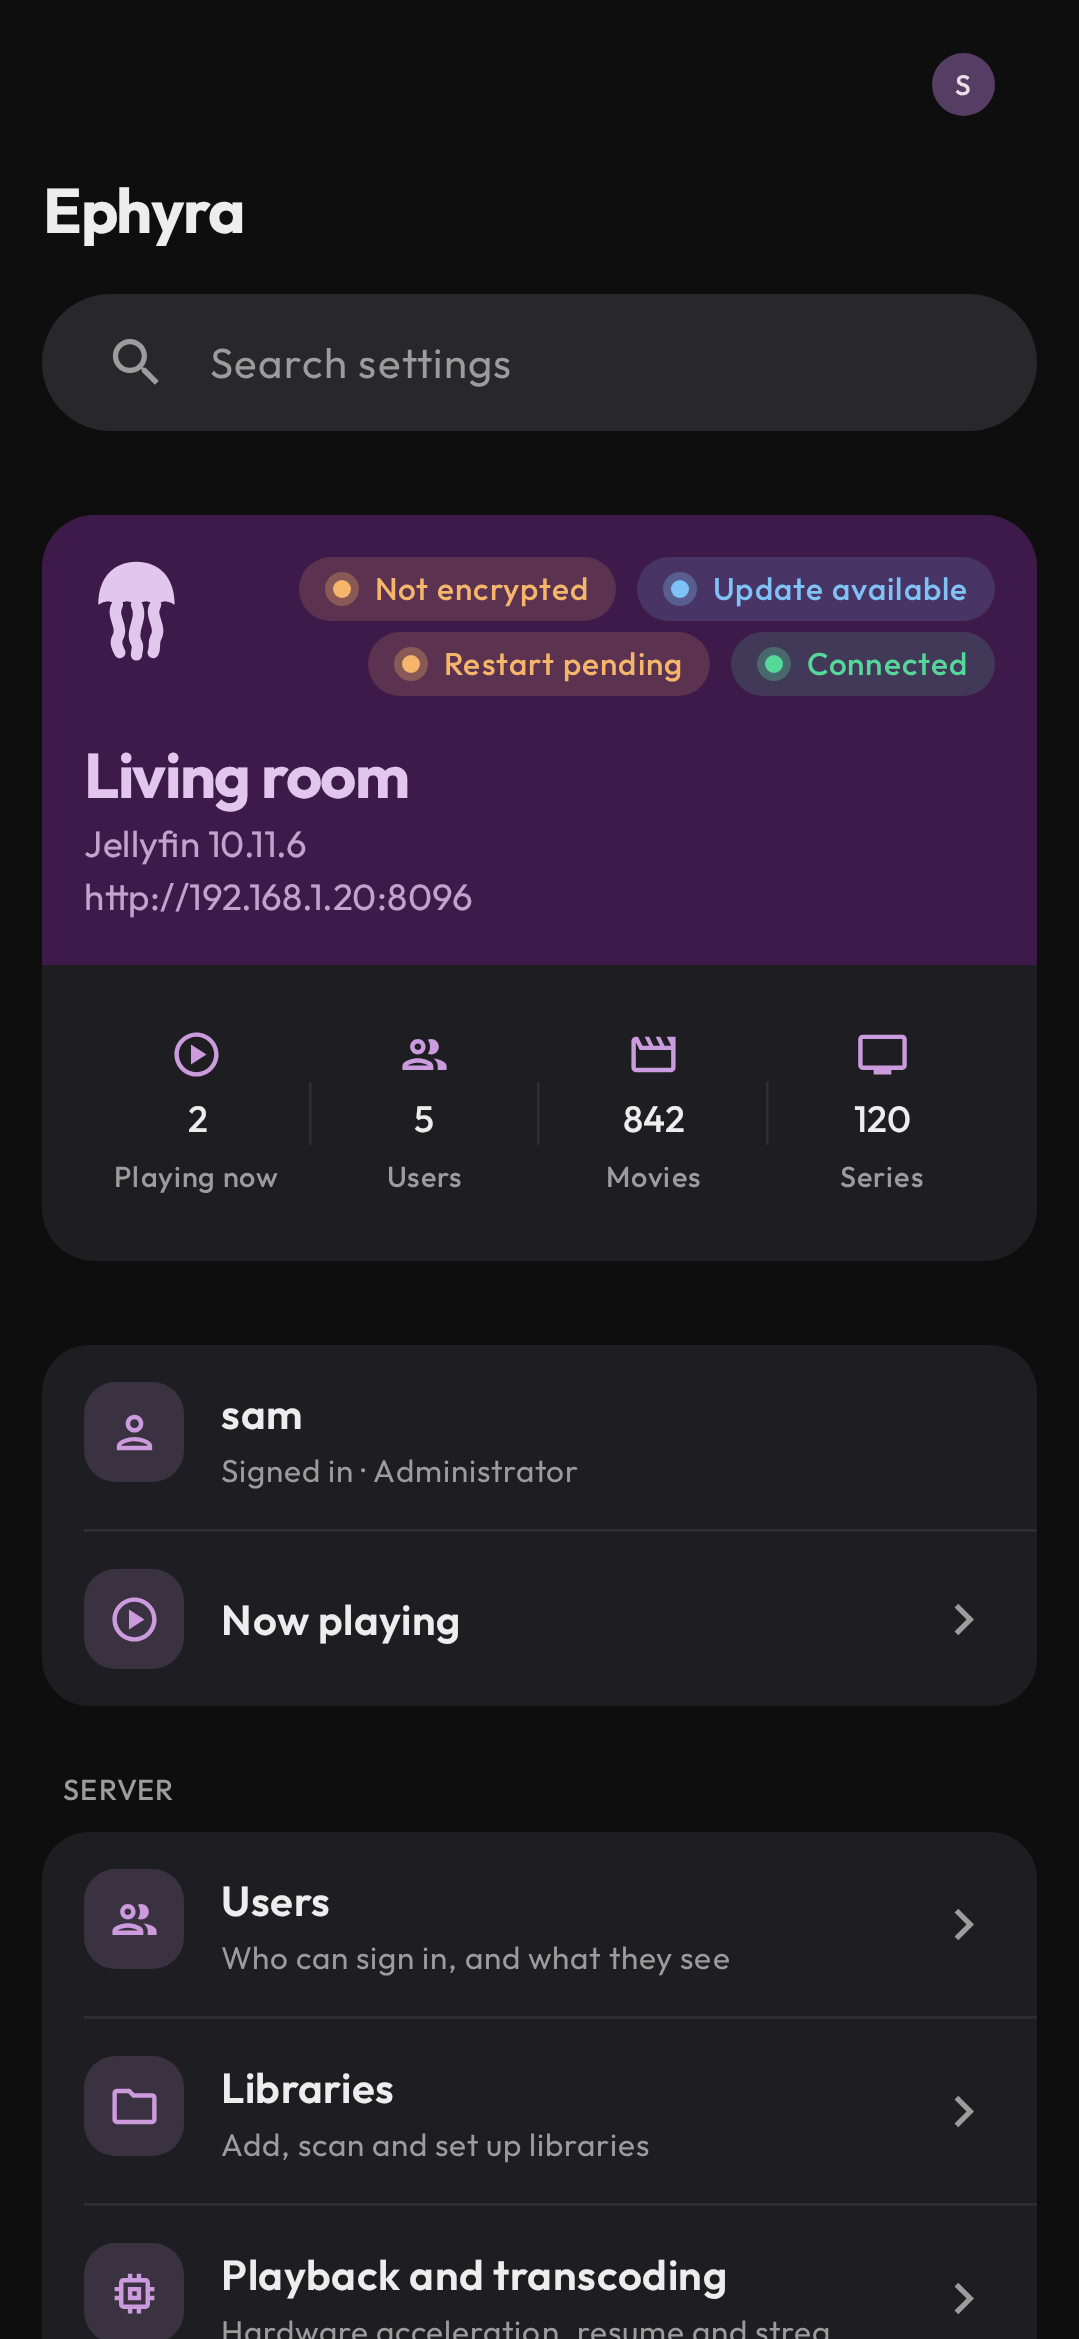 S
Ephyra
Search settings
Not encrypted
Update available
Restart pending
Connected
Living room
Jellyfin 10.11.6
http://192.168.1.20:8096
2
5
842
120
Playing now
Users
Movies
Series
sam
Signed in · Administrator
Now playing
SERVER
Users
Who can sign in, and what they see
Libraries
Add, scan and set up libraries
Playback and transcoding
Hardware acceleration, resume and strea